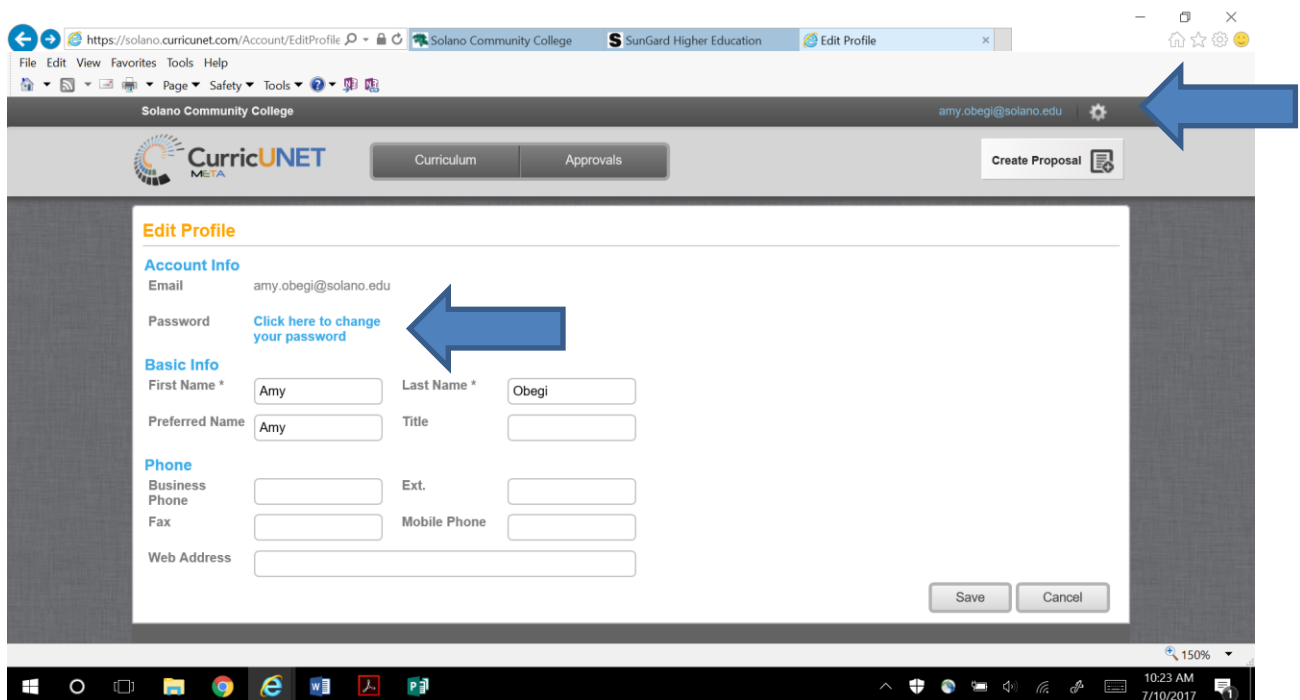 https://solano.curricunet.com/Account/EditProfile
Solano Community College
SunGard Higher Education
Edit Profile
File Edit View Favorites Tools Help
Page Safety Tools
Solano Community College
amy.obegi@solano.edu
CurricUNET
META
Curriculum
Approvals
Create Proposal
Edit Profile
Account Info
Email amy.obegi@solano.edu
Password Click here to change
your password
Basic Info
First Name * Amy Last Name * Obegi
Preferred Name Amy Title
Phone
Business
Phone
Ext.
Fax Mobile Phone
Web Address
Save Cancel
150%
10:23 AM
7/10/2017